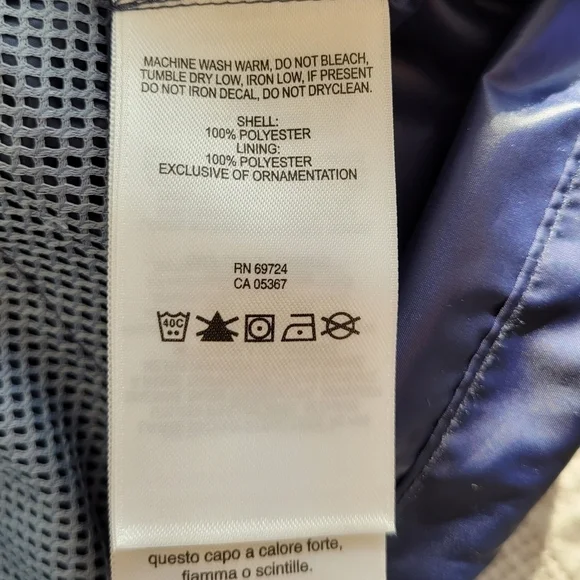 MACHINE WASH WARM, DO NOT BLEACH,
TUMBLE DRY LOW, IRON LOW, IF PRESENT
DO NOT IRON DECAL, DO NOT DRYCLEAN.
SHELL:
100% POLYESTER
LINING:
100% POLYESTER
EXCLUSIVE OF ORNAMENTATION
RN 69724
CA 05367
40C
questo capo a calore forte,
fiamma o scintille.